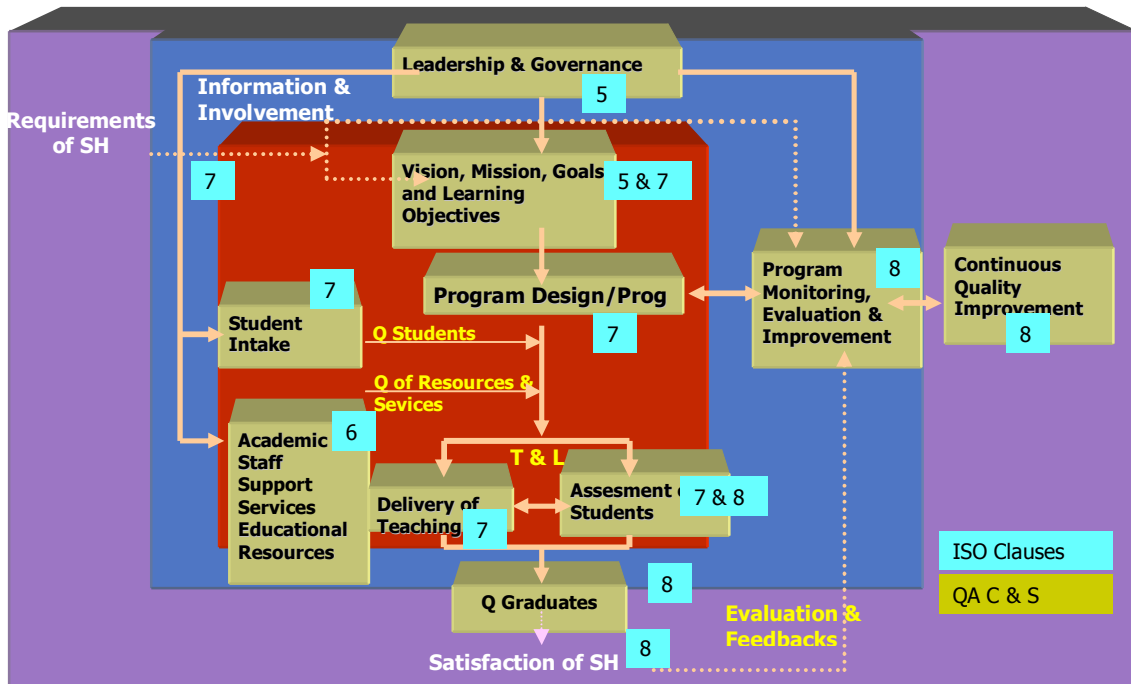 Leadership & Governance
5
Information &
Involvement
Requirements
of SH
7
Vision, Mission, Goals
and Learning
Objectives
5 & 7
Program Design/Prog
7
Program
Monitoring,
Evaluation &
Improvement
8
Continuous
Quality
Improvement
8
Student
Intake
7
Q Students
Q of Resources &
Sevices
Academic
Staff
Support
Services
Educational
Resources
6
T & L
Delivery of
Teaching
7
Assesment
Students
7 & 8
Q Graduates
8
Satisfaction of SH
8
Evaluation &
Feedbacks
ISO Clauses
QA C & S